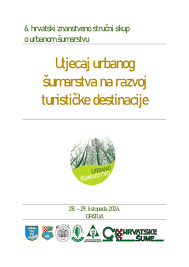 6. hrvatski znanstveno stručni skup
o urbanom šumarstvu
Utjecaj urbanog
šumarstva na razvoj
turističke destinacije
URBANO
ŠUMARSTVO
28. – 29. listopada 2024.
OPATIJA
HRVATSKE
ŠUME